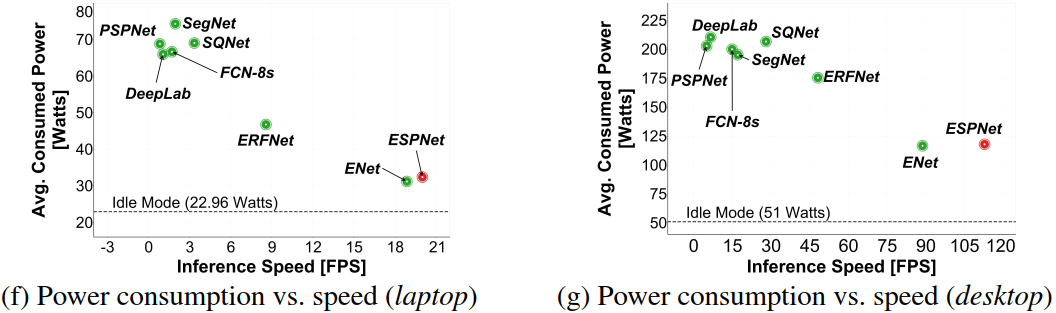 Avg. Consumed Power
[Watts]
80
70
60
50
40
30
20
PSPNet
SegNet
SQNet
FCN-8s
DeepLab
ERFNet
ESPNet
ENet
Idle Mode (22.96 Watts)
-3 0 3 6 9 12 15 18 21
Inference Speed [FPS]
(f) Power consumption vs. speed (laptop)
Avg. Consumed Power
[Watts]
225
200
175
150
125
100
75
50
DeepLab
SQNet
PSPNet
SegNet
ERFNet
FCN-8s
ESPNet
ENet
Idle Mode (51 Watts)
0 15 30 45 60 75 90 105 120
Inference Speed [FPS]
(g) Power consumption vs. speed (desktop)